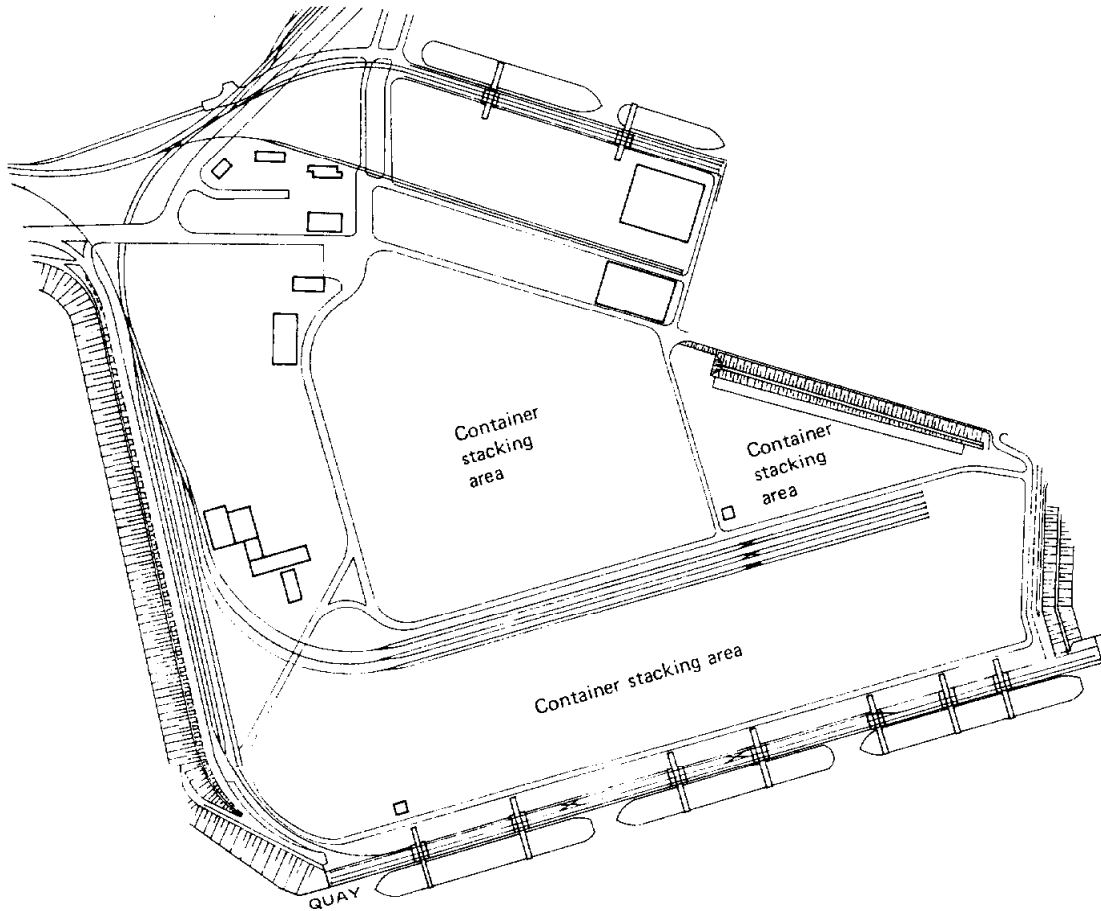 Container
stacking
area
Container
stacking
area
Container stacking area
QUAY